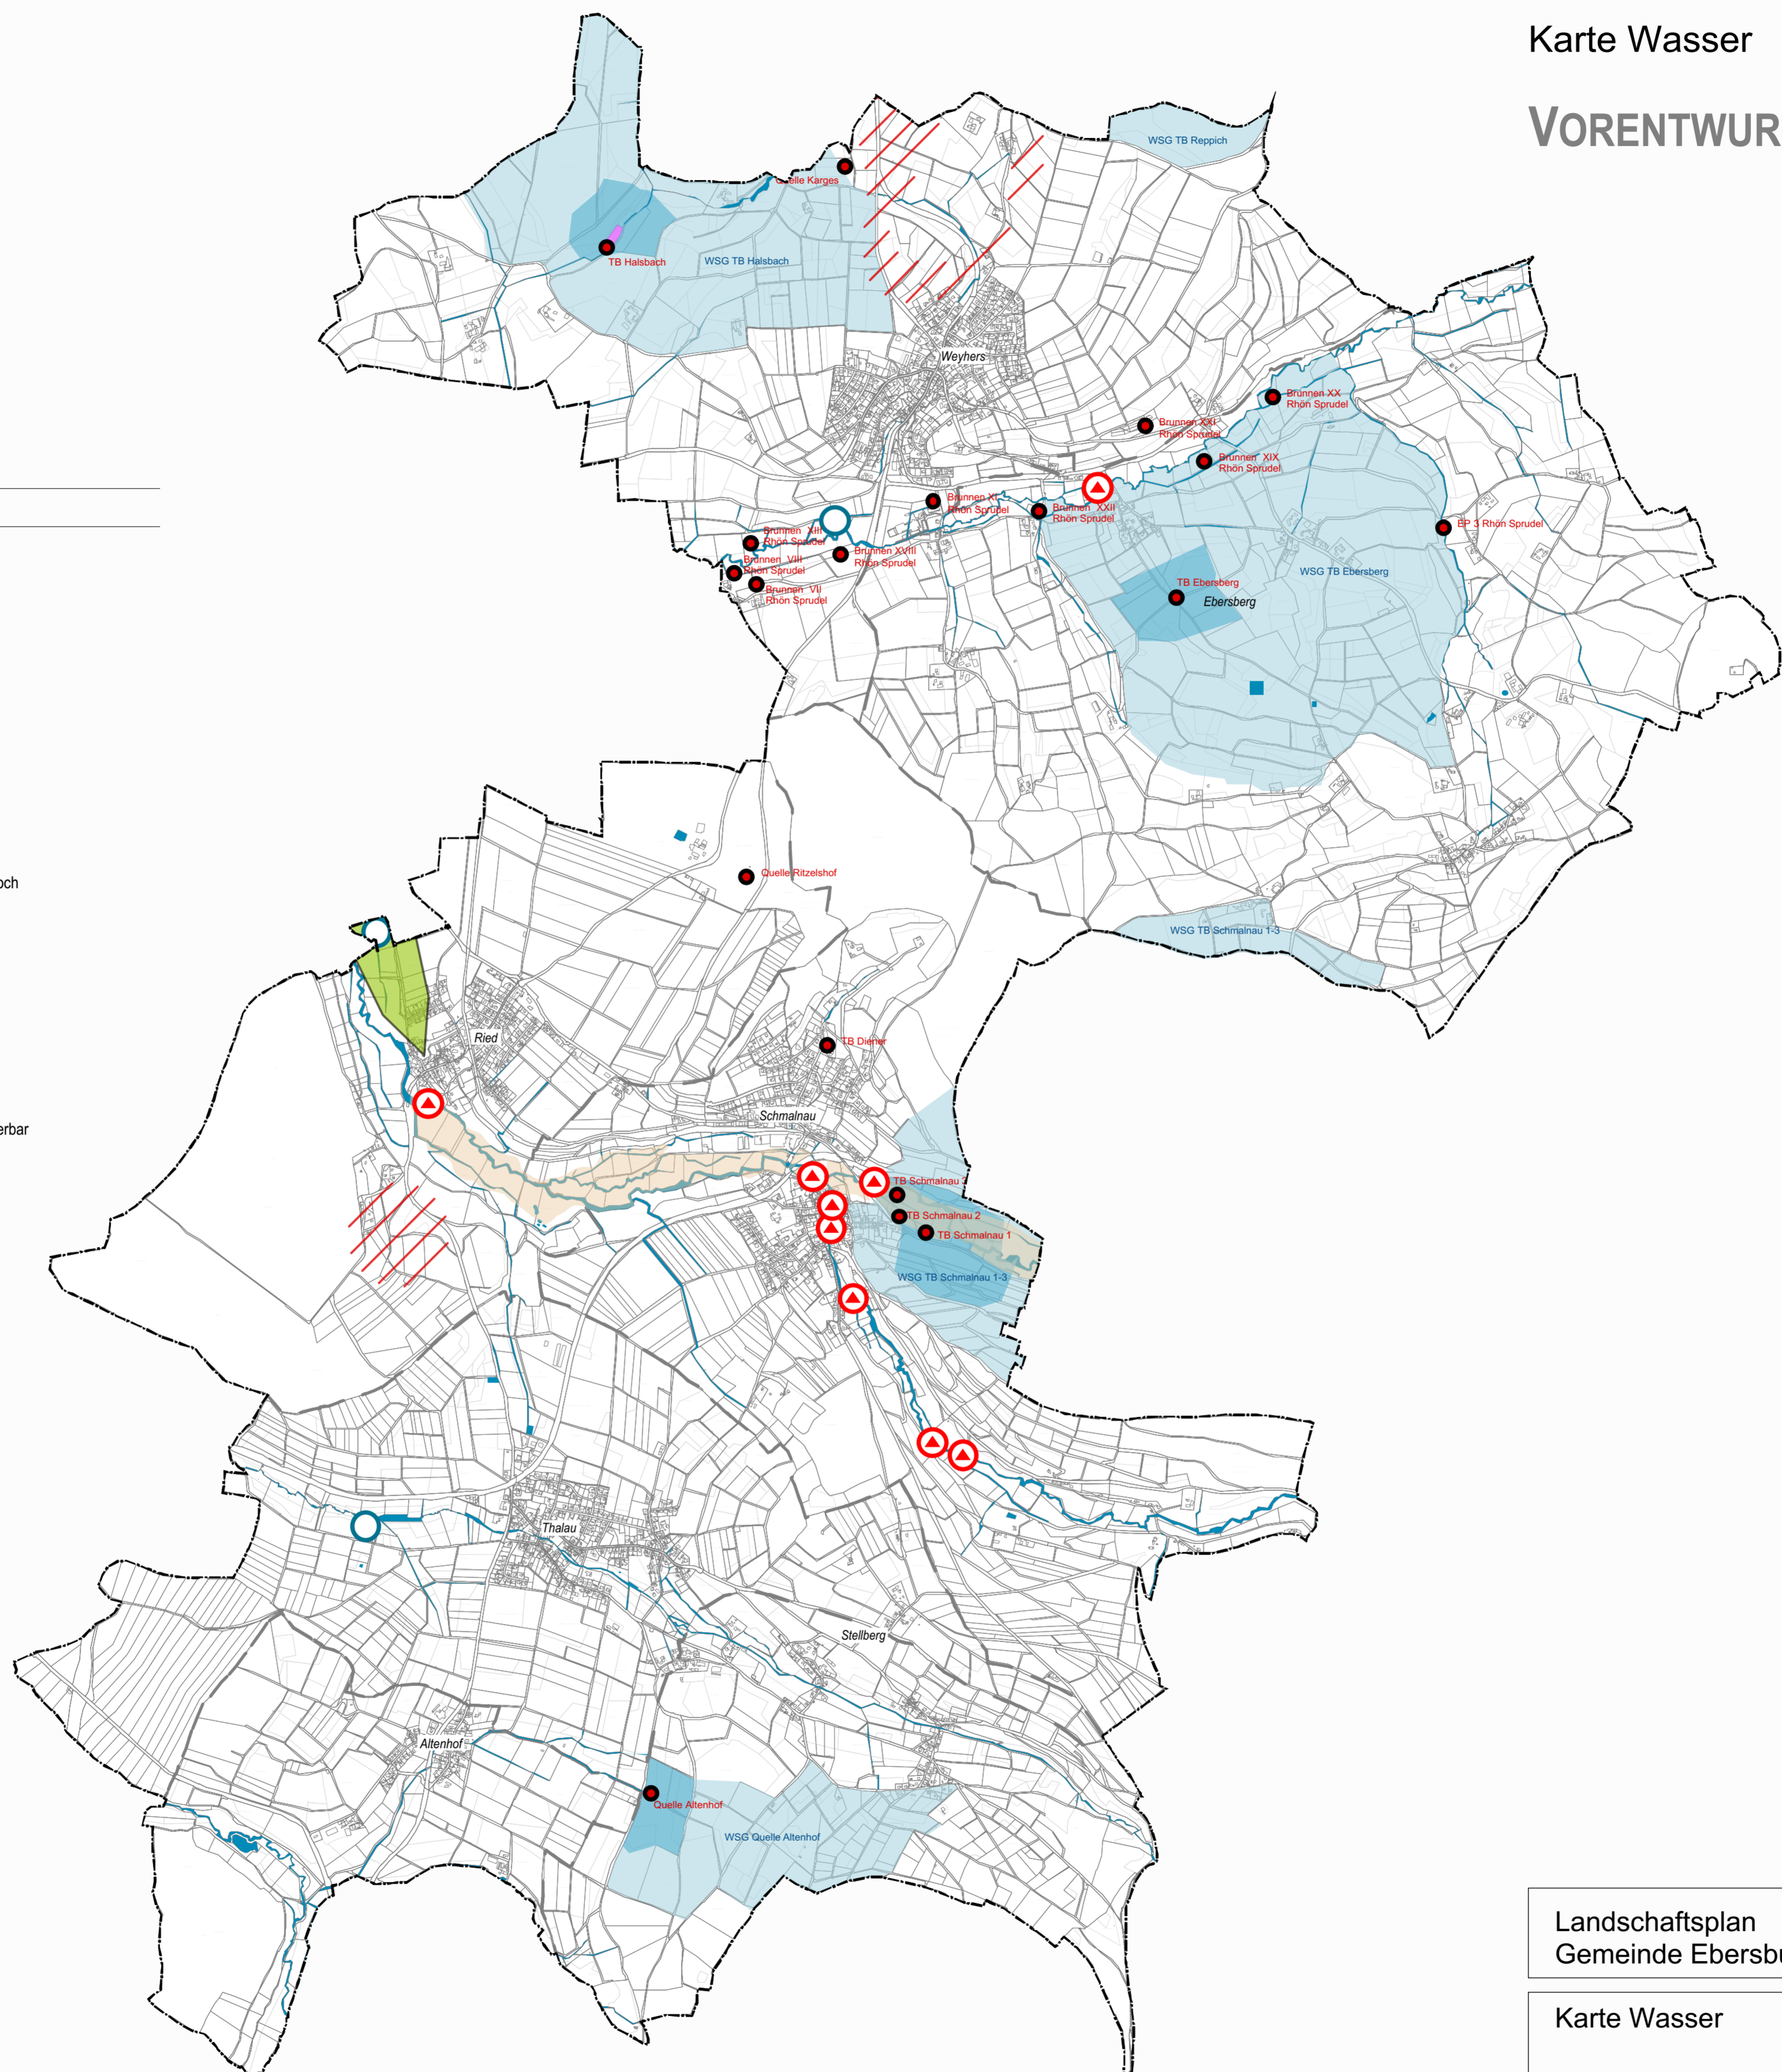 Karte Wasser
VORENTWUR
WSG TB Reppich
Quelle Karges
TB Halsbach
WSG TB Halsbach
Weyhers
Brunnen XX
Rhön Sprudel
Brunnen XXI
Rhön Sprudel
Brunnen XIX
Rhön Sprudel
Brunnen XI
Rhön Sprudel
Brunnen XXII
Rhön Sprudel
EP 3 Rhön Sprudel
Brunnen XIII
Rhön Sprudel
Brunnen XVIII
Rhön Sprudel
Brunnen VIII
Rhön Sprudel
Brunnen VII
Rhön Sprudel
WSG TB Ebersberg
TB Ebersberg
Ebersberg
Quelle Ritzelshof
och
WSG TB Schmalnau 1-3
Ried
TB Diener
Schmalnau
erbar
TB Schmalnau
TB Schmalnau 2
TB Schmalnau 1
WSG TB Schmalnau 1-3
Thalau
Stellberg
Altenhof
Quelle Altenhof
WSG Quelle Altenhof
Landschaftsplan
Gemeinde Ebersbu
Karte Wasser